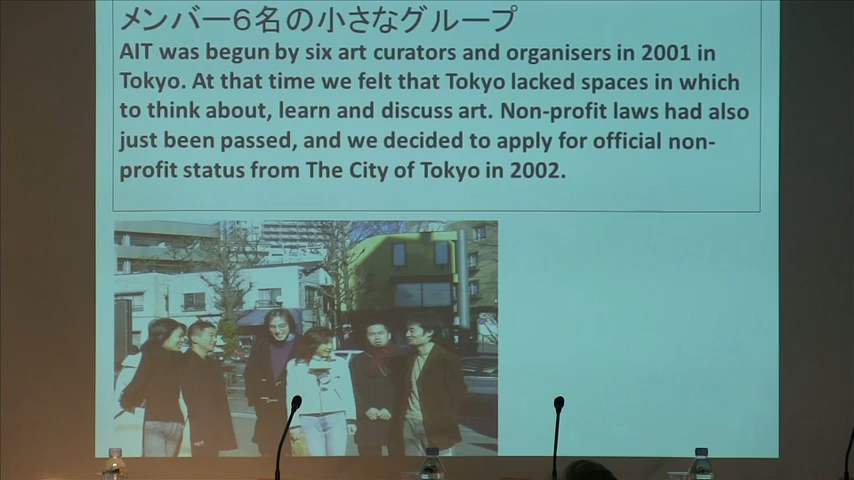 メンバー６名の小さなグループ
AIT was begun by six art curators and organisers in 2001 in
Tokyo. At that time we felt that Tokyo lacked spaces in which
to think about, learn and discuss art. Non-profit laws had also
just been passed, and we decided to apply for official non-
profit status from The City of Tokyo in 2002.